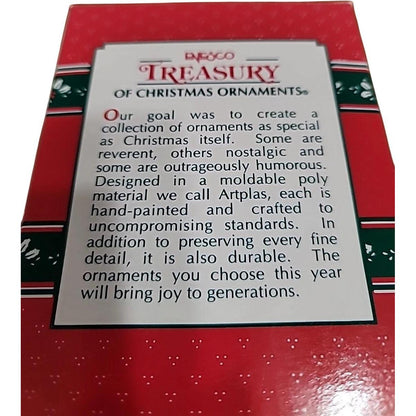 ENESCO
TREASURY
OF CHRISTMAS ORNAMENTS®
Our goal was to create a
collection of ornaments as special
as Christmas itself. Some are
reverent, others nostalgic and
some are outrageously humorous.
Designed in a moldable poly
material we call Artplas, each is
hand-painted and crafted to
uncompromising standards. In
addition to preserving every fine
detail, it is also durable. The
ornaments you choose this year
will bring joy to generations.